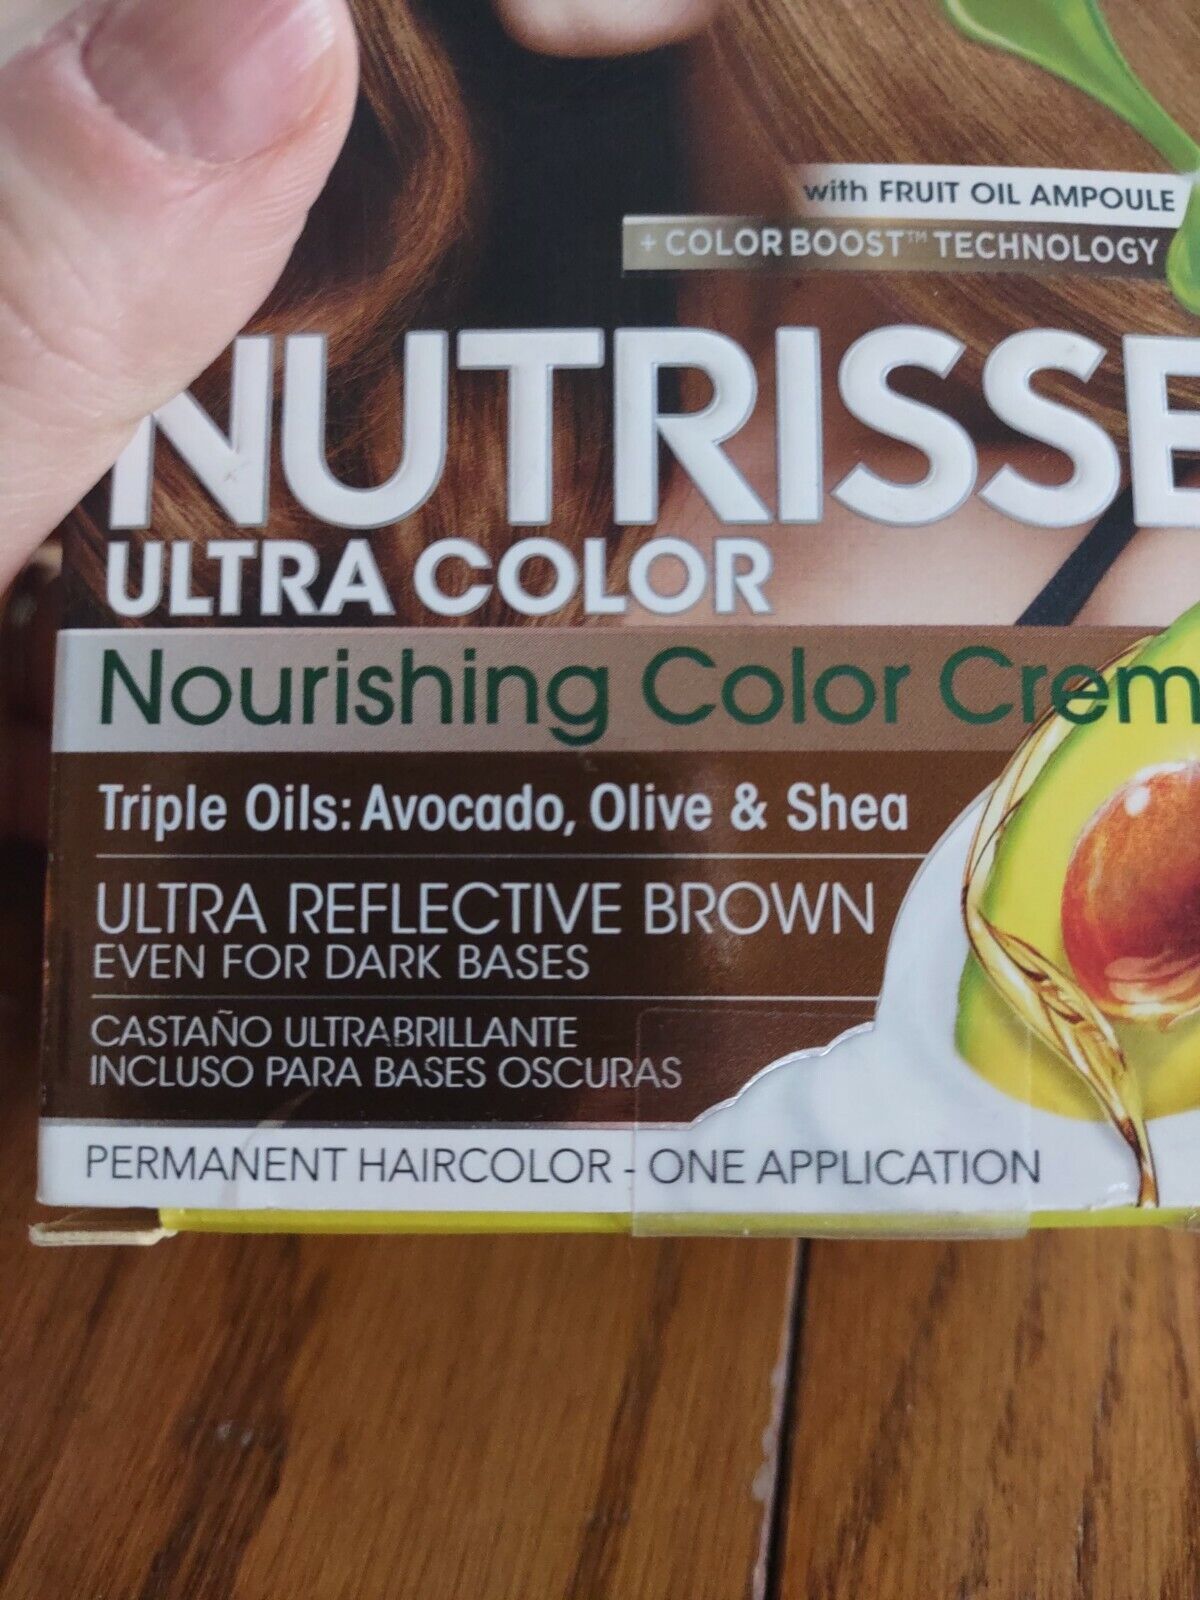 with FRUIT OIL AMPOULE
+ COLOR BOOST™ TECHNOLOGY
NUTRISSE
ULTRA COLOR
Nourishing Color Crem
Triple Oils: Avocado, Olive & Shea
ULTRA REFLECTIVE BROWN
EVEN FOR DARK BASES
CASTAÑO ULTRABRILLANTE
INCLUSO PARA BASES OSCURAS
PERMANENT HAIRCOLOR - ONE APPLICATION